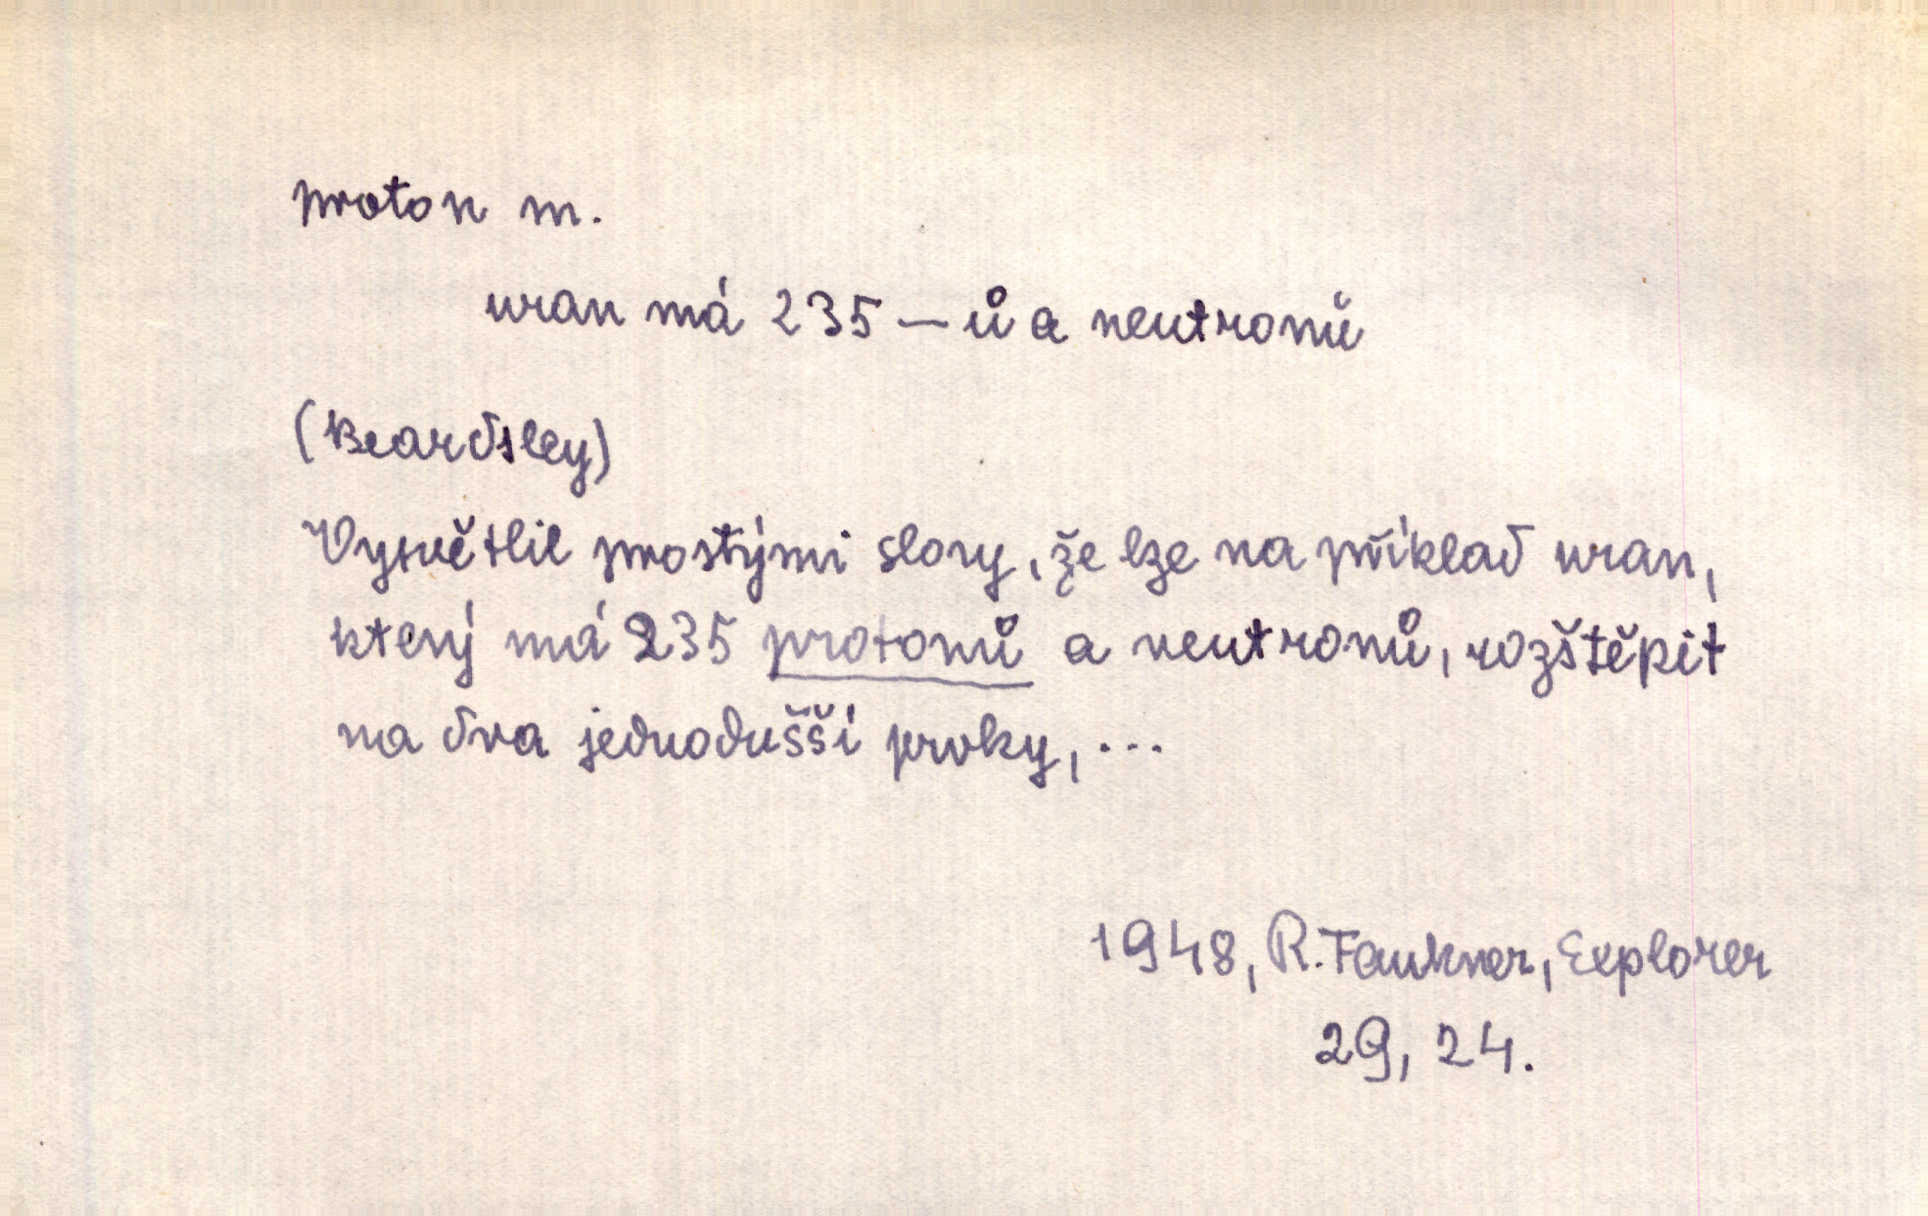 proton m.
uran má 235 — ů a neutronů
(Beardsley)
Vysvětlil prostými slovy, že lze na příklad uran,
který má 235 protonů a neutronů, rozštěpit
na dva jednodušší prvky, ...
1948, R. Faukner, Explorer
29, 24.